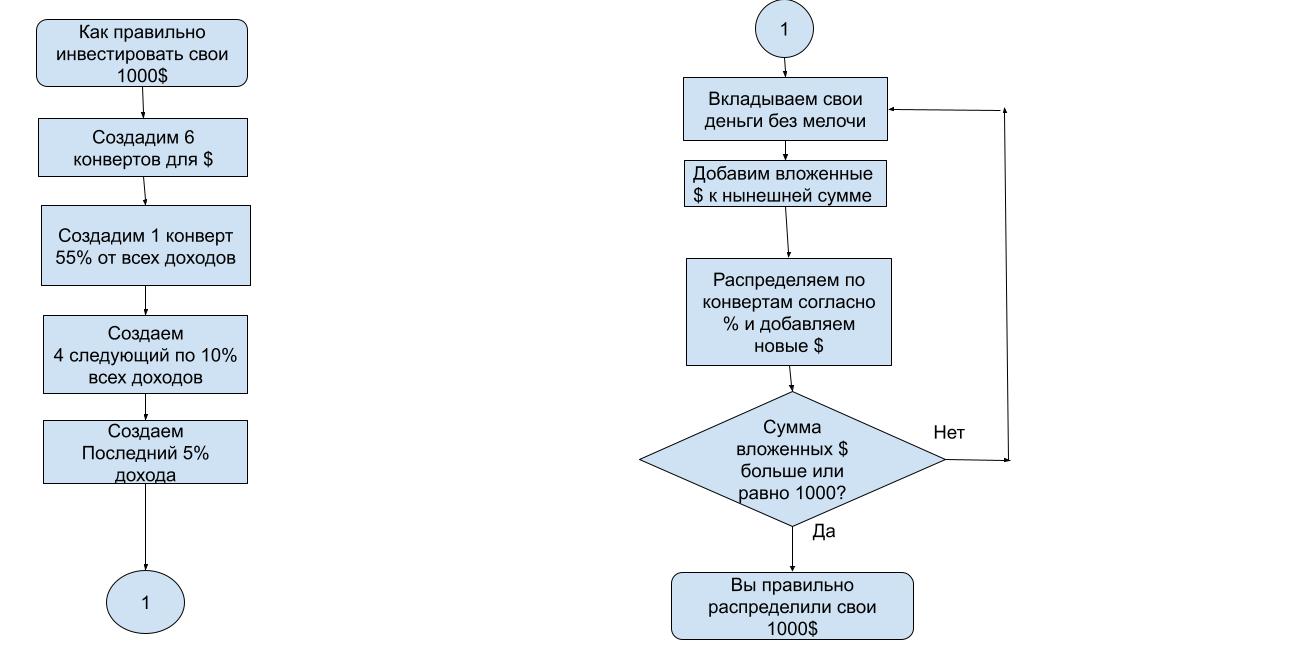 Как правильно
инвестировать свои
1000$
Создадим 6
конвертов для $
Создадим 1 конверт
55% от всех доходов
Создаем
4 следующий по 10%
всех доходов
Создаем
Последний 5%
дохода
1
1
Вкладываем свои
деньги без мелочи
Добавим вложенные
$ к нынешней сумме
Распределяем по
конвертам согласно
% и добавляем
новые $
Сумма
вложенных $
больше или
равно 1000?
Нет
Да
Вы правильно
распределили свои
1000$